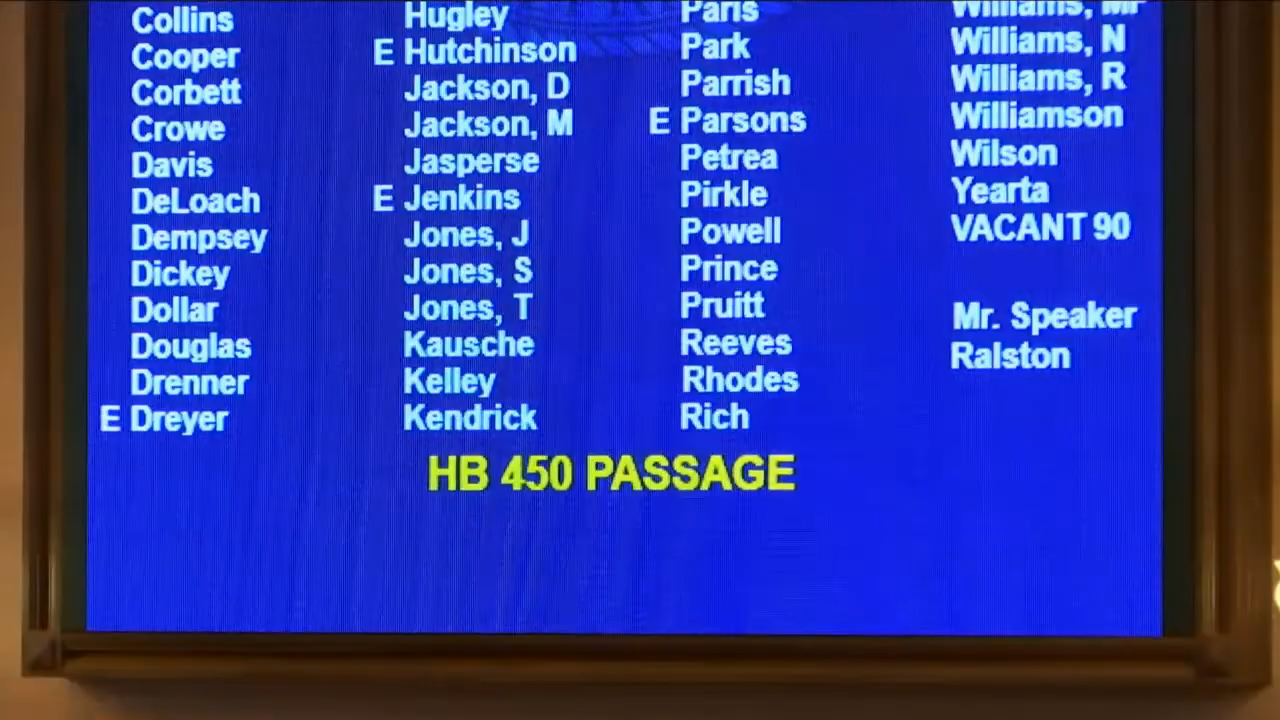 Collins
Cooper
Corbett
Crowe
Davis
DeLoach
Dempsey
Dickey
Dollar
Douglas
Drenner
E Dreyer
Hugley
E Hutchinson
Jackson, D
Jackson, M
Jasperse
E Jenkins
Jones, J
Jones, S
Jones, T
Kausche
Kelley
Kendrick
Paris
Park
Parrish
E Parsons
Petrea
Pirkle
Powell
Prince
Pruitt
Reeves
Rhodes
Rich
Williams, MF
Williams, N
Williams, R
Williamson
Wilson
Yearta
VACANT 90
Mr. Speaker
Ralston
HB 450 PASSAGE